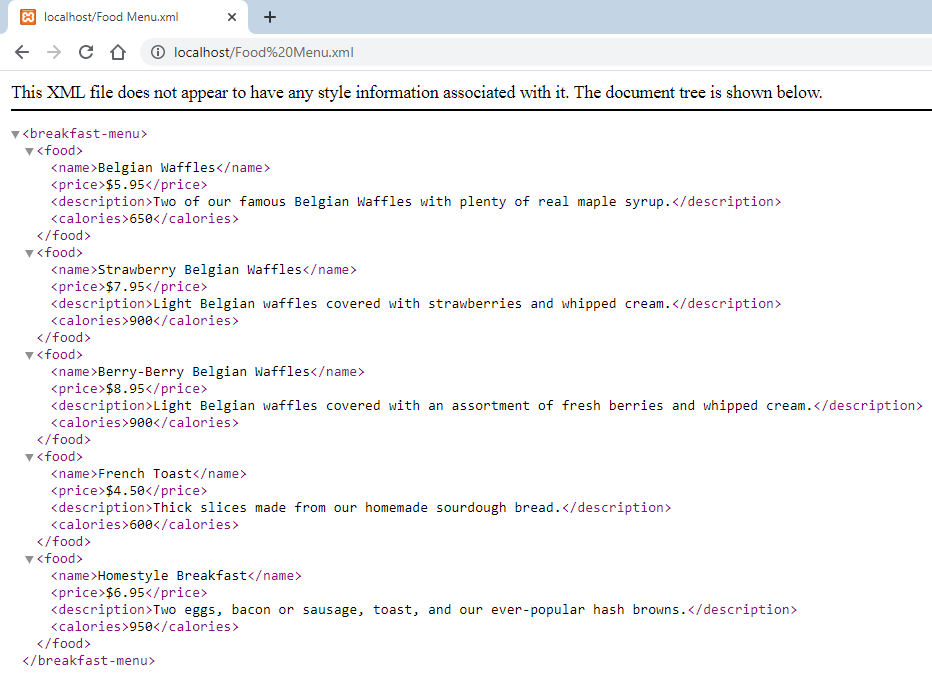 localhost/Food Menu.xml
localhost/Food%20Menu.xml
This XML file does not appear to have any style information associated with it. The document tree is shown below.
<breakfast-menu>
<food>
<name>Belgian Waffles</name>
<price>$5.95</price>
<description>Two of our famous Belgian Waffles with plenty of real maple syrup.</description>
<calories>650</calories>
</food>
<food>
<name>Strawberry Belgian Waffles</name>
<price>$7.95</price>
<description>Light Belgian waffles covered with strawberries and whipped cream.</description>
<calories>900</calories>
</food>
<food>
<name>Berry-Berry Belgian Waffles</name>
<price>$8.95</price>
<description>Light Belgian waffles covered with an assortment of fresh berries and whipped cream.</description>
<calories>900</calories>
</food>
<food>
<name>French Toast</name>
<price>$4.50</price>
<description>Thick slices made from our homemade sourdough bread.</description>
<calories>600</calories>
</food>
<food>
<name>Homestyle Breakfast</name>
<price>$6.95</price>
<description>Two eggs, bacon or sausage, toast, and our ever-popular hash browns.</description>
<calories>950</calories>
</food>
</breakfast-menu>